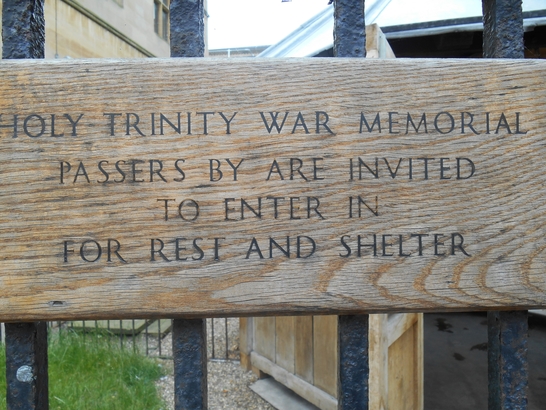 HOLY TRINITY WAR MEMORIAL
PASSERS BY ARE INVITED
TO ENTER IN
FOR REST AND SHELTER